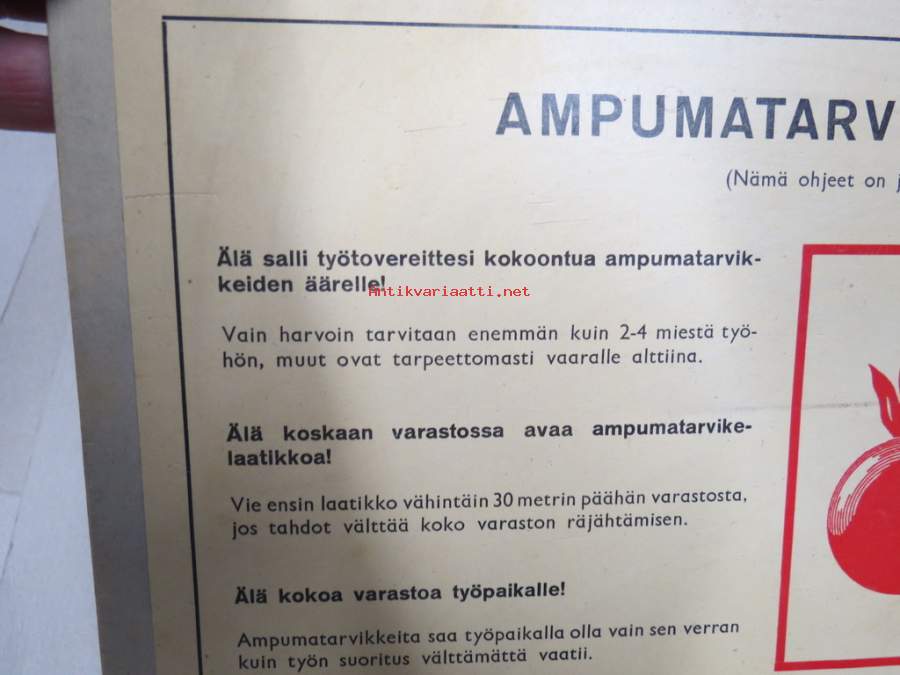 AMPUMATARV
(Nämä ohjeet on j
Älä salli työtovereittesi kokoontua ampumatarvik-
keiden äärelle!
antikvariaatti.net
Vain harvoin tarvitaan enemmän kuin 2-4 miestä työ-
hön, muut ovat tarpeettomasti vaaralle alttiina.
Älä koskaan varastossa avaa ampumatarvike-
laatikkoa!
Vie ensin laatikko vähintäin 30 metrin päähän varastosta,
jos tahdot välttää koko varaston räjähtämisen.
Älä kokoa varastoa työpaikalle!
Ampumatarvikkeita saa työpaikalla olla vain sen verran
kuin työn suoritus välttämättä vaatii.